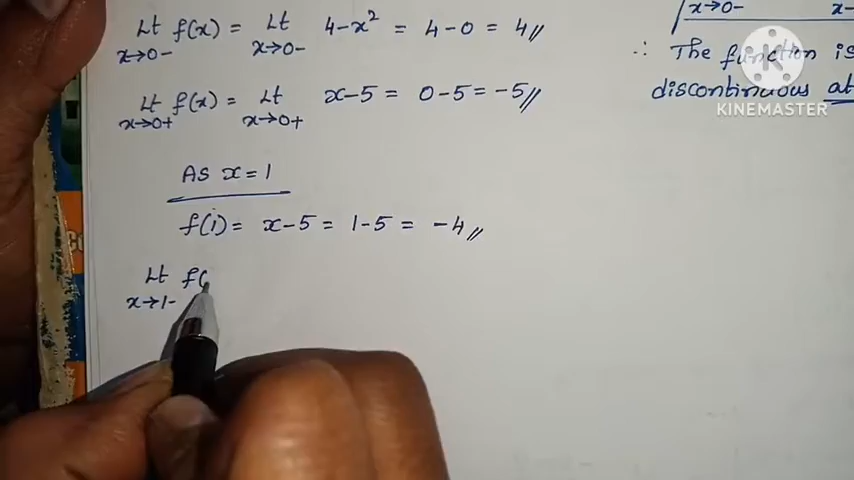 Lt f(x) = Lt 4-x² = 4-0 = 4//
x→0- x→0-
Lt f(x) = Lt x-5 = 0-5 = -5//
x→0+ x→0+
As x=1
f(1) = x-5 = 1-5 = -4//
Lt f(
x→1-
x→0- x-
∴ The function is
discontinuous at
KINEMASTER